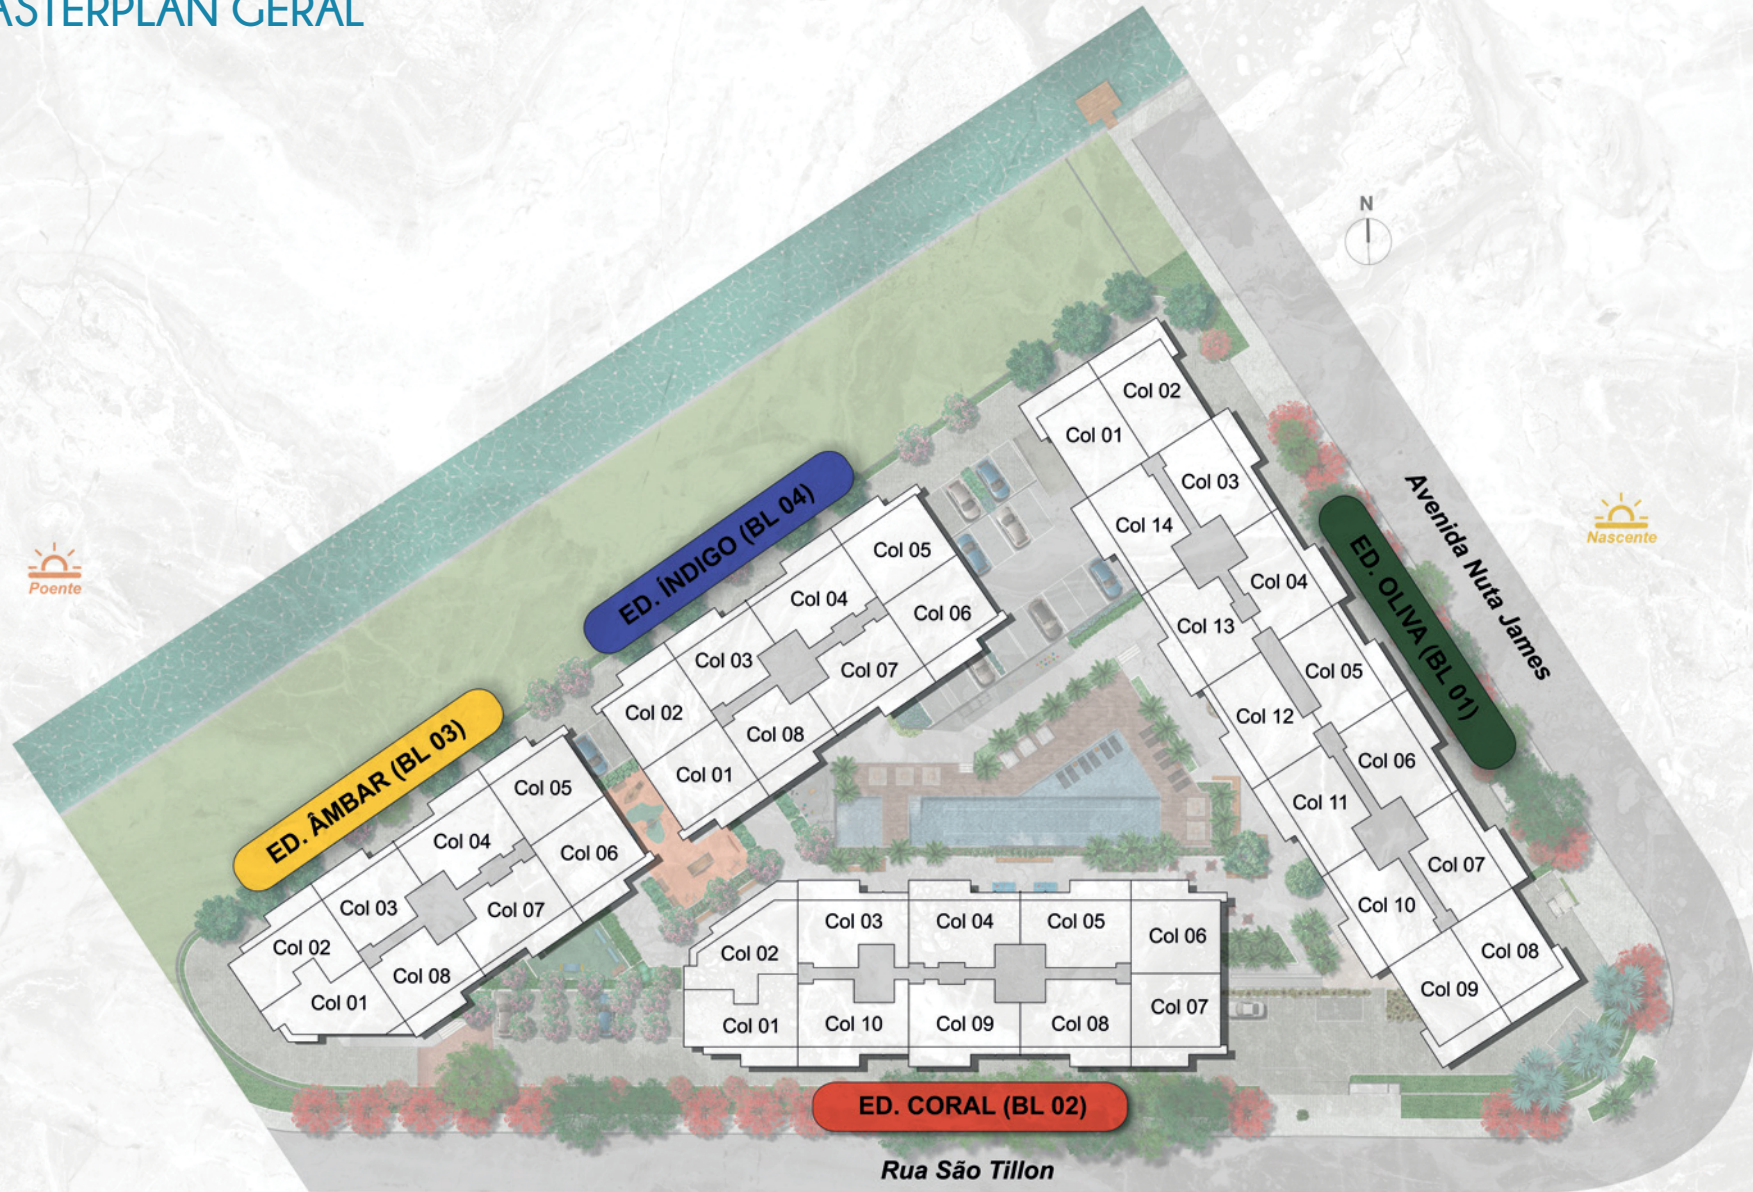 ASTERPLAN GERAL
N
Poente
Nascente
Avenida Nuta James
Rua São Tillon
ED. ÍNDIGO (BL 04)
Col 05
Col 04
Col 06
Col 03
Col 07
Col 02
Col 08
Col 01
ED. ÂMBAR (BL 03)
Col 05
Col 04
Col 06
Col 03
Col 07
Col 02
Col 08
Col 01
ED. OLIVA (BL 01)
Col 02
Col 01
Col 03
Col 14
Col 04
Col 13
Col 05
Col 12
Col 06
Col 11
Col 07
Col 10
Col 08
Col 09
ED. CORAL (BL 02)
Col 03
Col 04
Col 05
Col 06
Col 02
Col 07
Col 01
Col 10
Col 09
Col 08